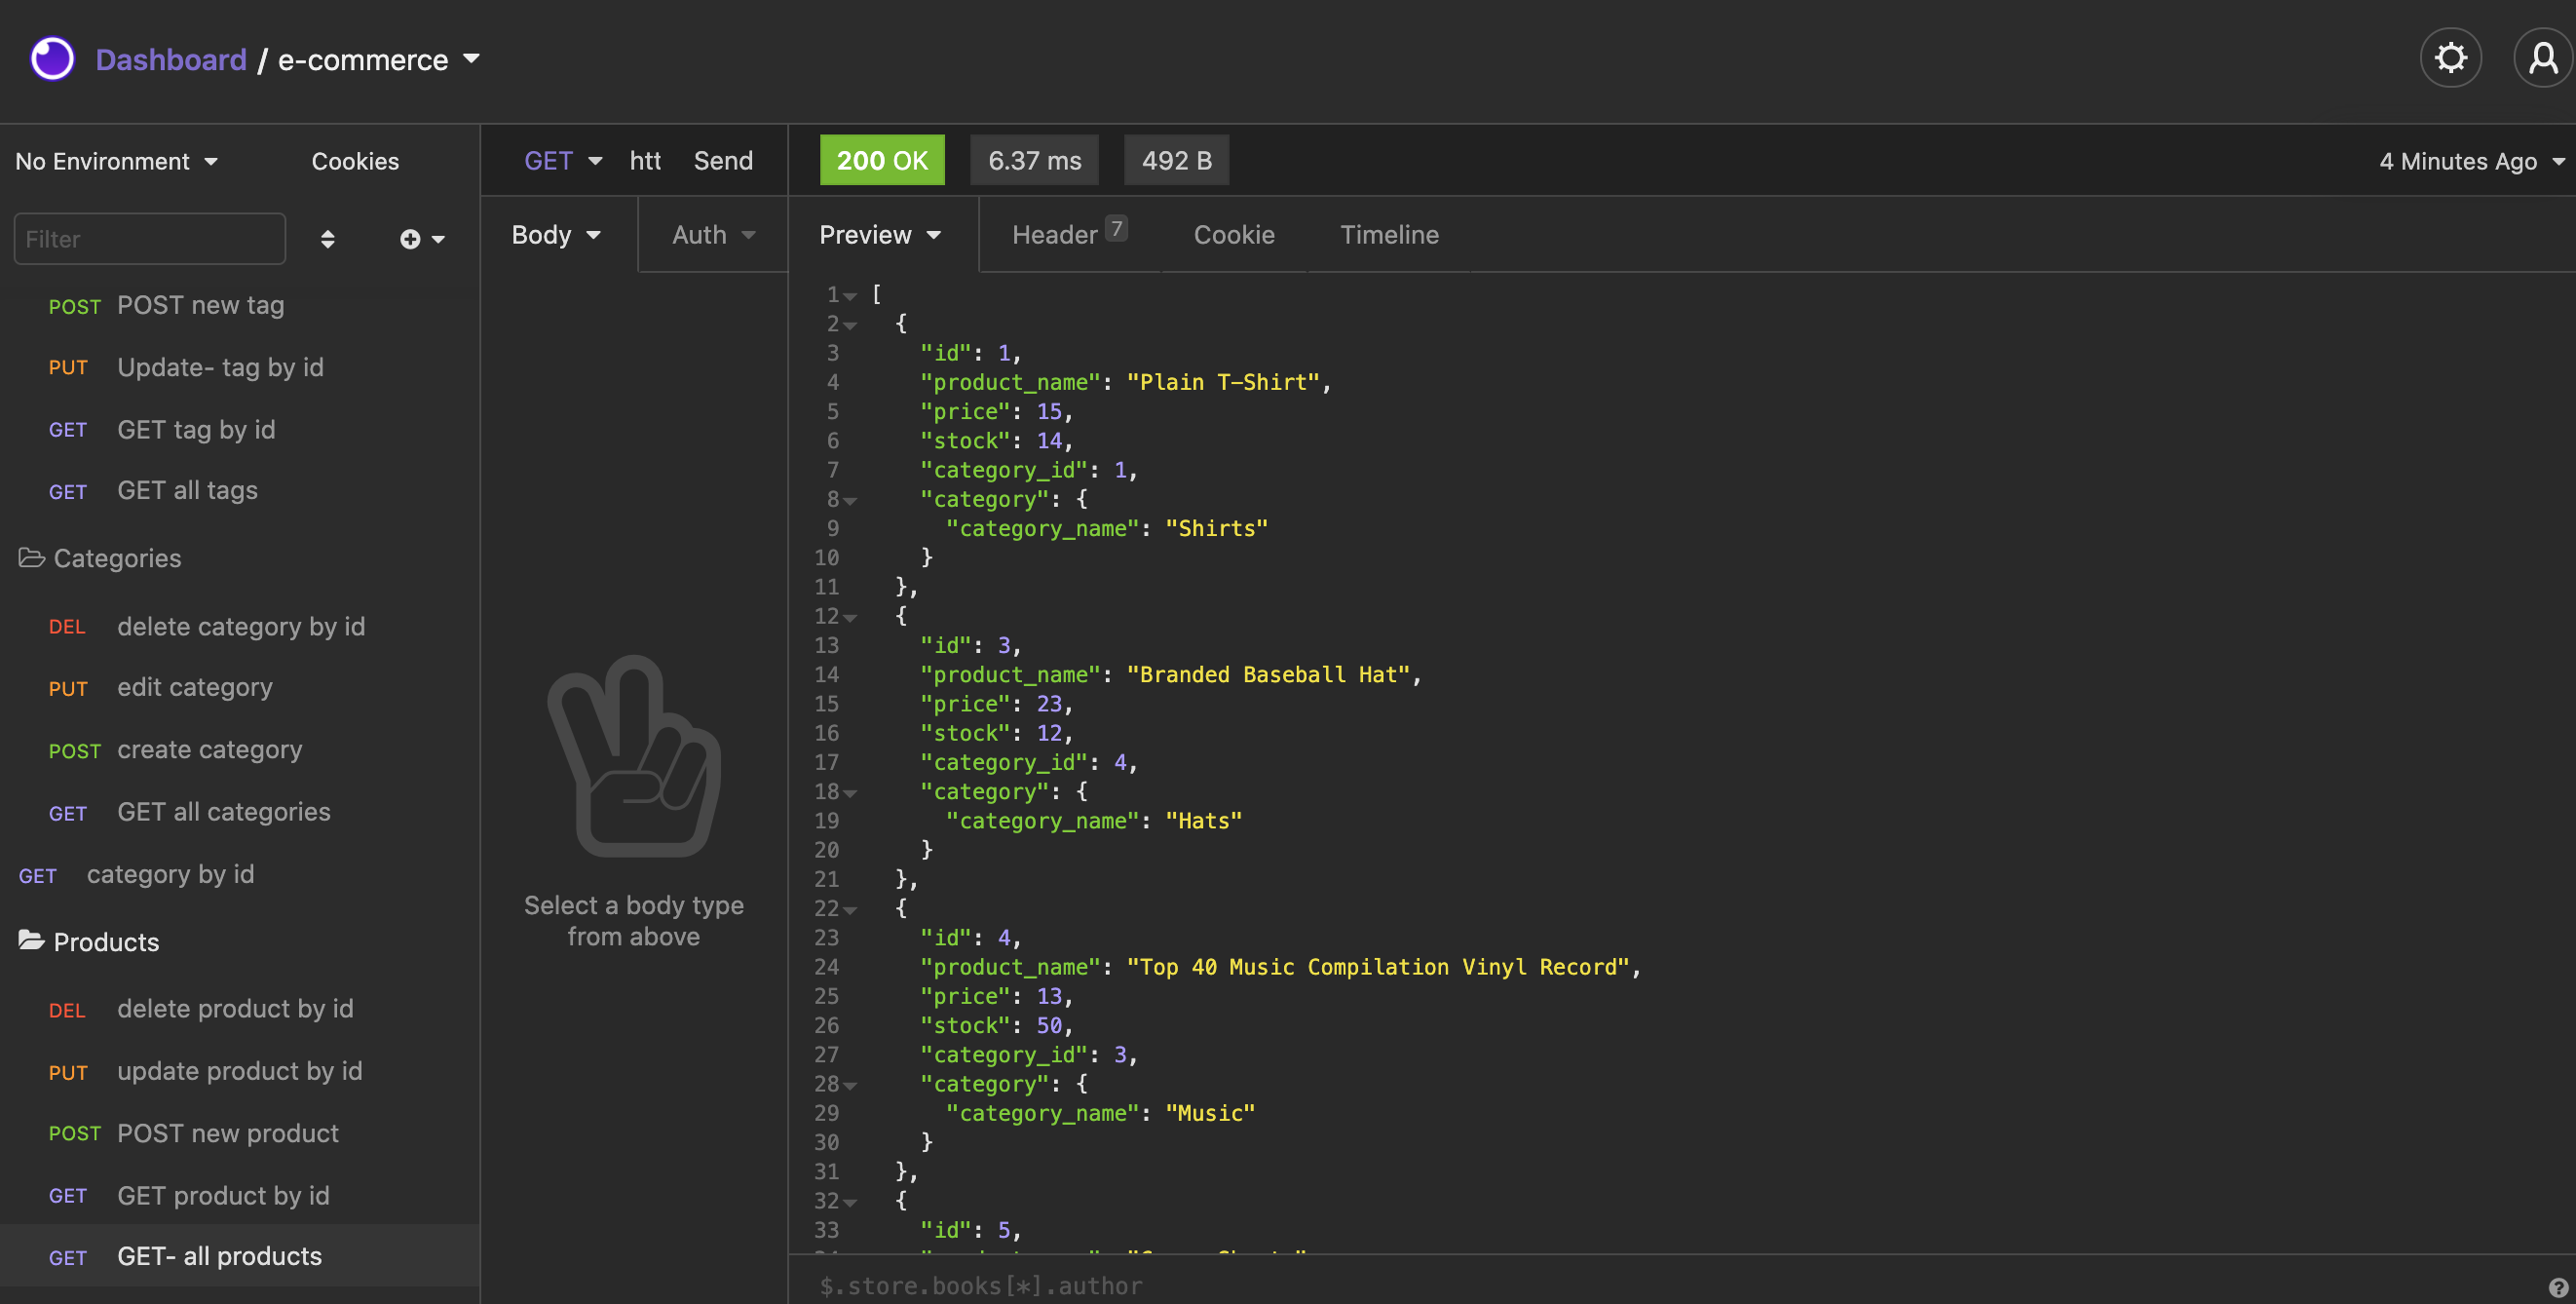 Dashboard / e-commerce
No Environment
Cookies
Filter
POST POST new tag
PUT Update- tag by id
GET GET tag by id
GET GET all tags
Categories
DEL delete category by id
PUT edit category
POST create category
GET GET all categories
GET category by id
Products
DEL delete product by id
PUT update product by id
POST POST new product
GET GET product by id
GET GET- all products
GET htt Send
Body Auth
Select a body type
from above
200 OK 6.37 ms 492 B 4 Minutes Ago
Preview Header 7 Cookie Timeline
1 [
2 {
3 "id": 1,
4 "product_name": "Plain T-Shirt",
5 "price": 15,
6 "stock": 14,
7 "category_id": 1,
8 "category": {
9 "category_name": "Shirts"
10 }
11 },
12 {
13 "id": 3,
14 "product_name": "Branded Baseball Hat",
15 "price": 23,
16 "stock": 12,
17 "category_id": 4,
18 "category": {
19 "category_name": "Hats"
20 }
21 },
22 {
23 "id": 4,
24 "product_name": "Top 40 Music Compilation Vinyl Record",
25 "price": 13,
26 "stock": 50,
27 "category_id": 3,
28 "category": {
29 "category_name": "Music"
30 }
31 },
32 {
33 "id": 5,
$.store.books[*].author